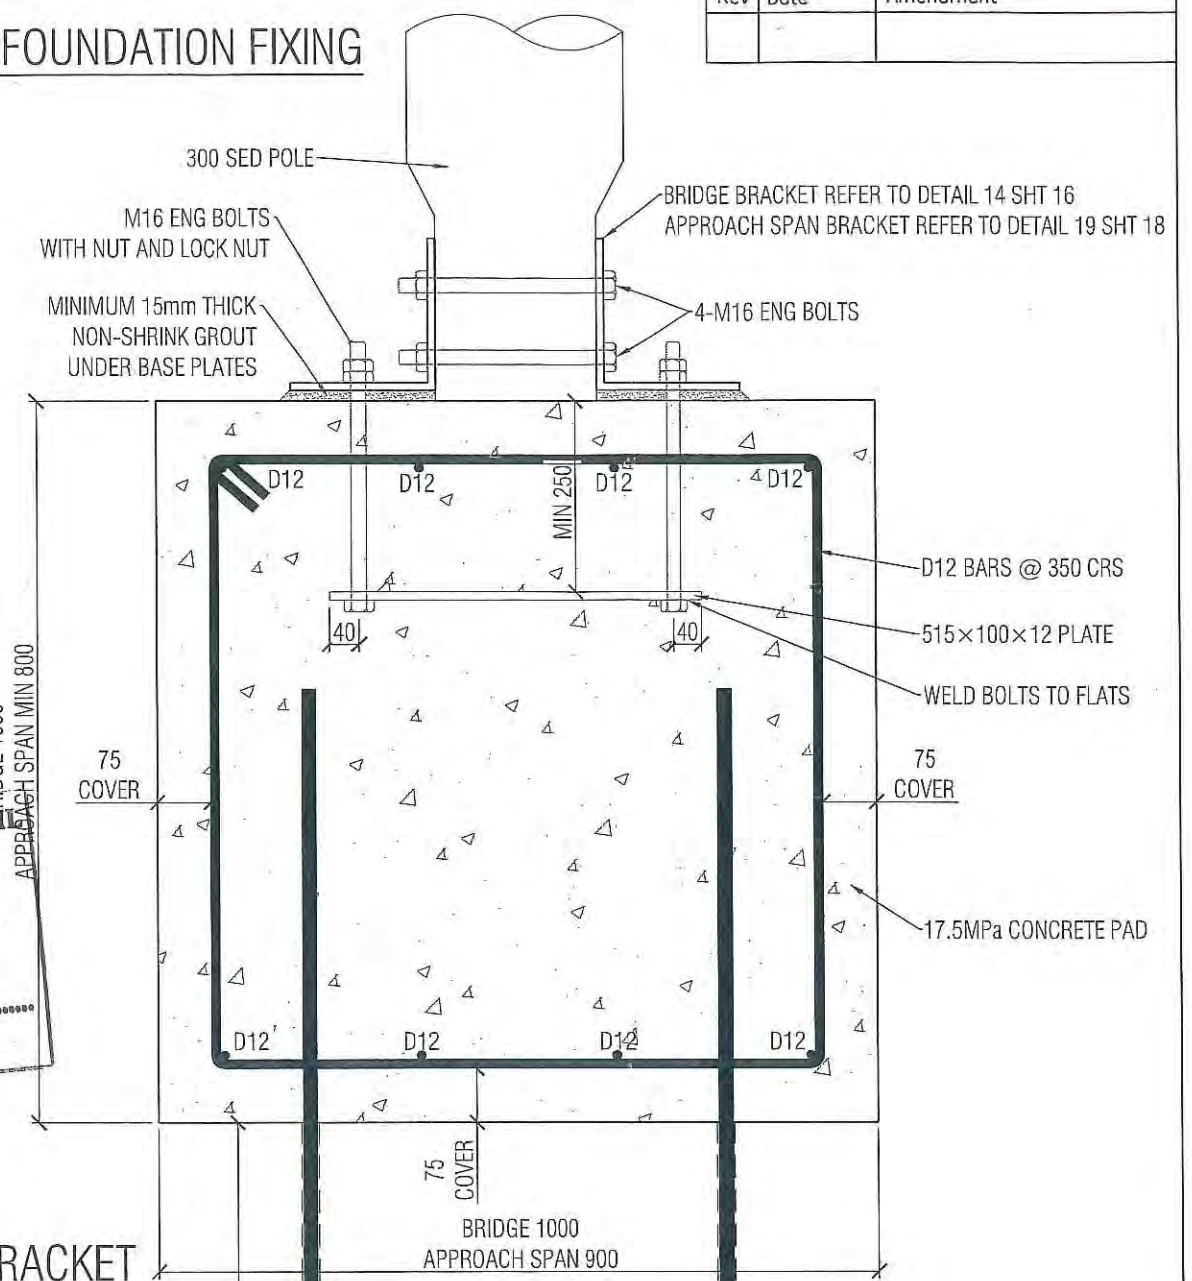 Rev Date Amendment
FOUNDATION FIXING
300 SED POLE
M16 ENG BOLTS
WITH NUT AND LOCK NUT
MINIMUM 15mm THICK
NON-SHRINK GROUT
UNDER BASE PLATES
BRIDGE BRACKET REFER TO DETAIL 14 SHT 16
APPROACH SPAN BRACKET REFER TO DETAIL 19 SHT 18
4-M16 ENG BOLTS
D12
D12
D12
D12
MIN 250
D12 BARS @ 350 CRS
515×100×12 PLATE
WELD BOLTS TO FLATS
40
40
APPROACH SPAN MIN 800
75
COVER
75
COVER
17.5MPa CONCRETE PAD
D12
D12
D12
D12
75
COVER
BRIDGE 1000
APPROACH SPAN 900
RACKET